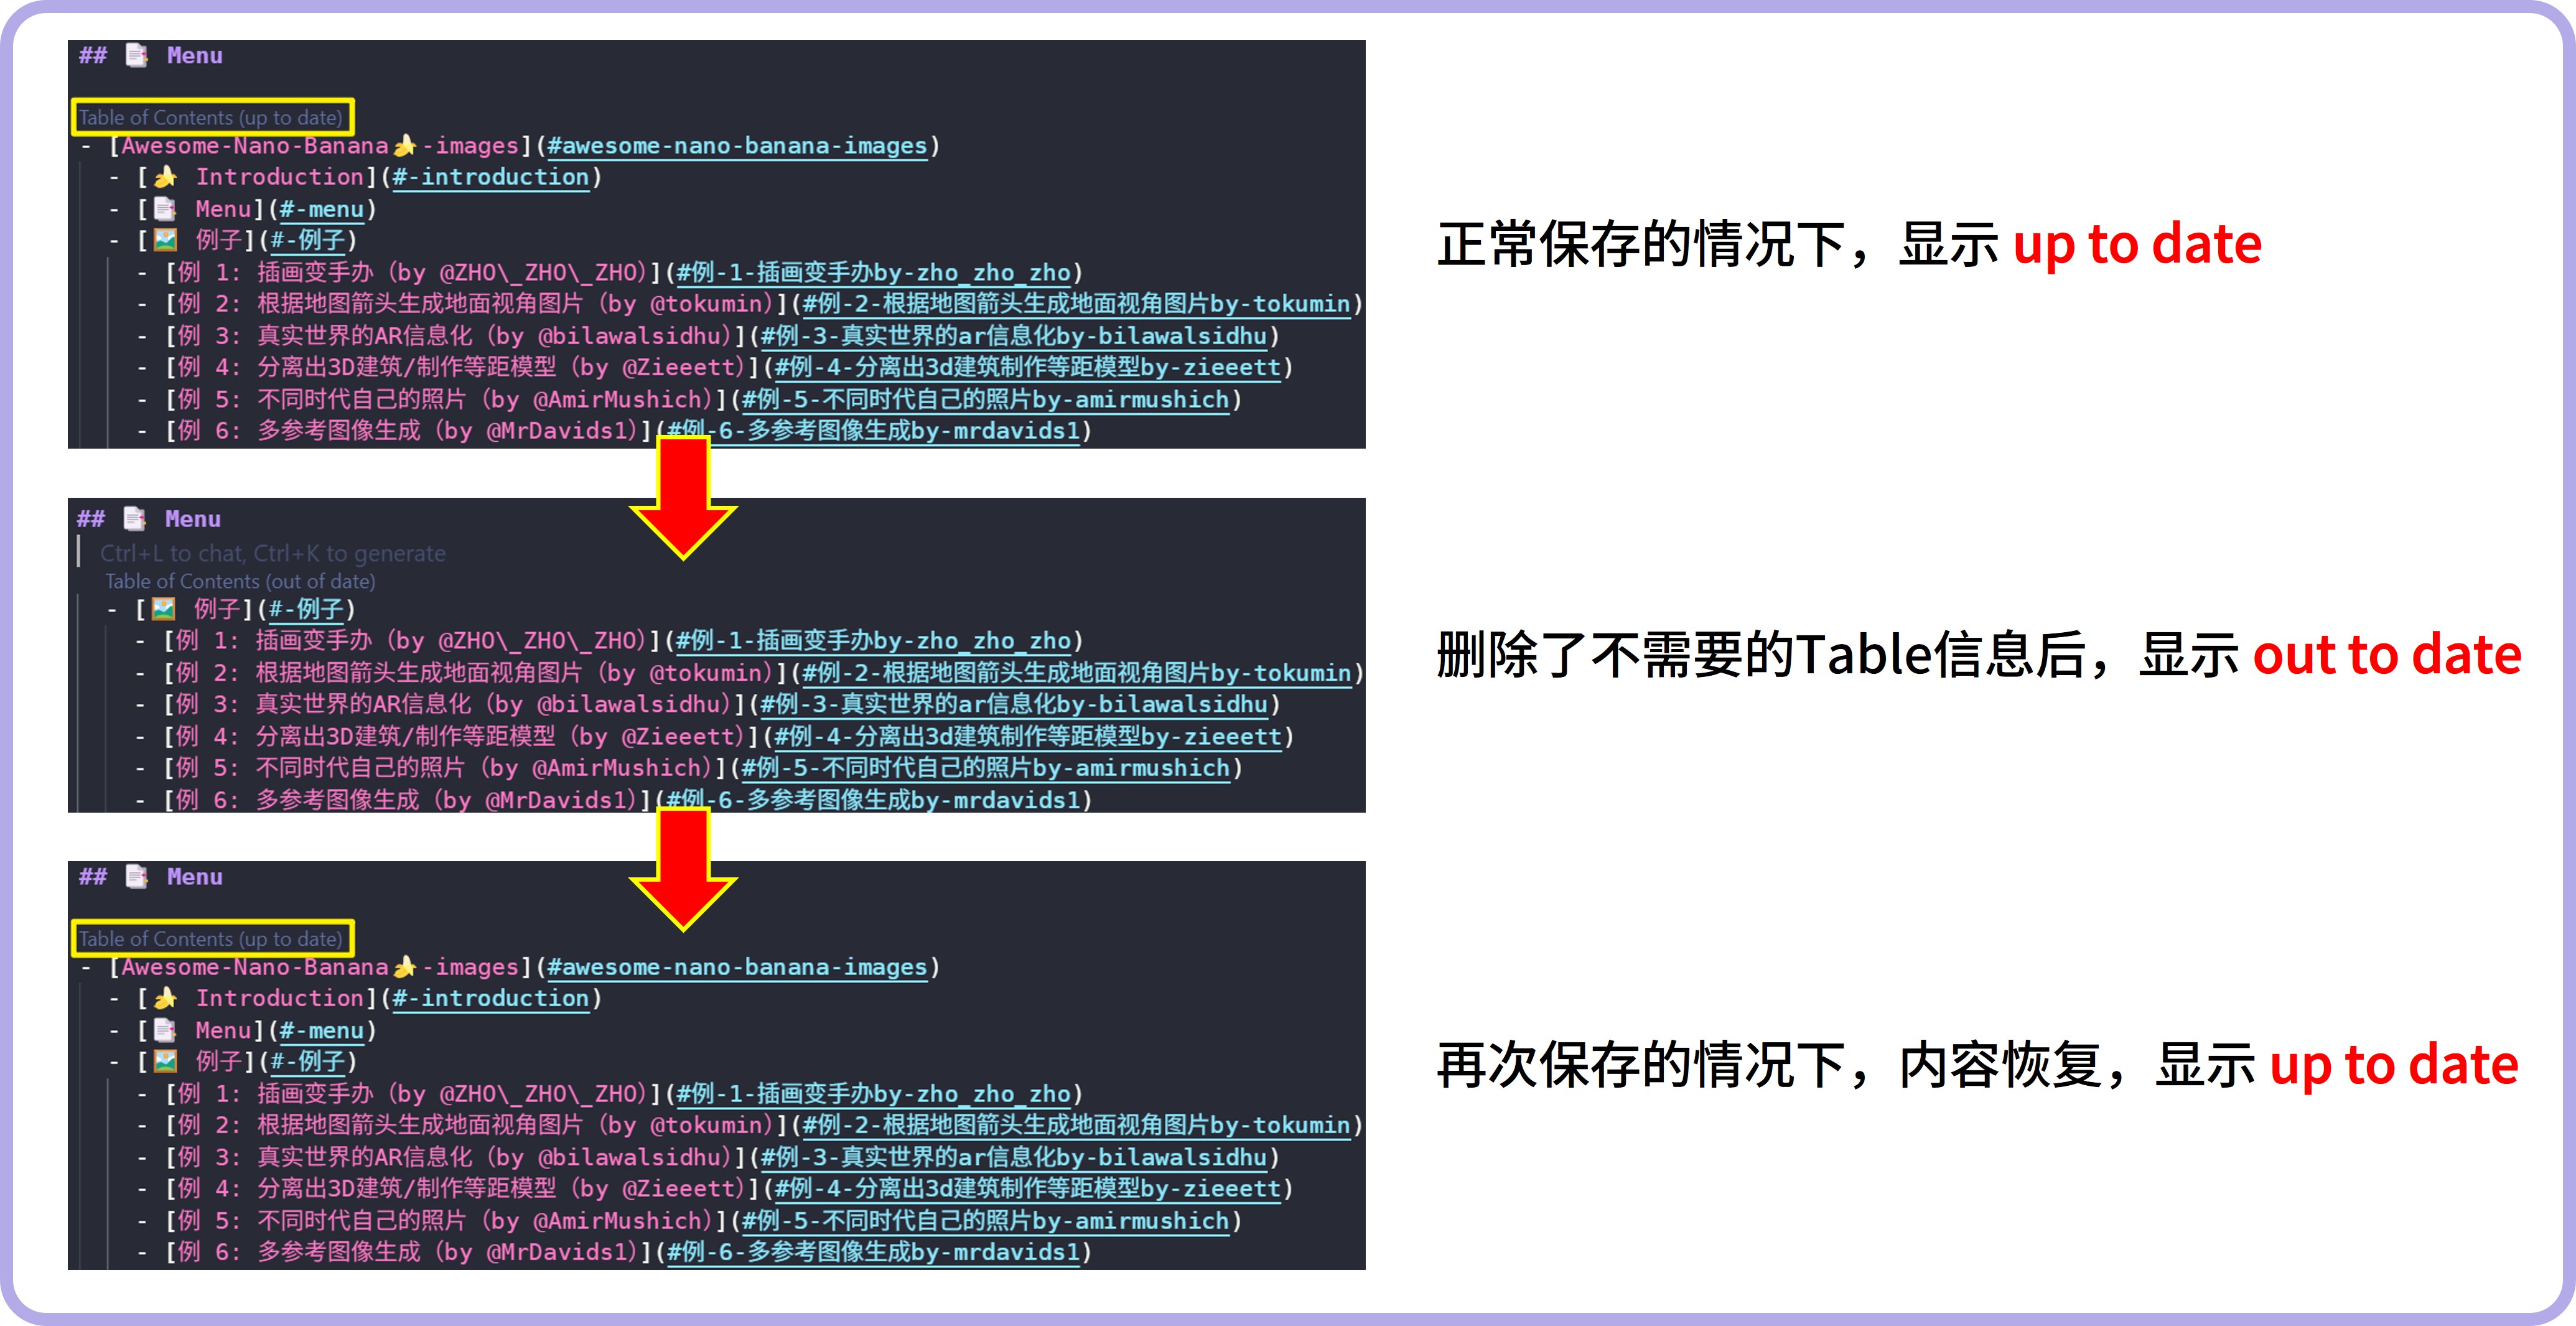 ## 📑 Menu
Table of Contents (up to date)
- [Awesome-Nano-Banana🍌-images](#awesome-nano-banana-images)
- [🍌 Introduction](#-introduction)
- [📑 Menu](#-menu)
- [🖼️ 例子](#-例子)
- [例 1: 插画变手办（by @ZHO\_ZHO\_ZHO）](#例-1-插画变手办by-zho_zho_zho)
- [例 2: 根据地图箭头生成地面视角图片（by @tokumin）](#例-2-根据地图箭头生成地面视角图片by-tokumin)
- [例 3: 真实世界的AR信息化（by @bilawalsidhu）](#例-3-真实世界的ar信息化by-bilawalsidhu)
- [例 4: 分离出3D建筑/制作等距模型（by @Zieeett）](#例-4-分离出3d建筑制作等距模型by-zieeett)
- [例 5: 不同时代自己的照片（by @AmirMushich）](#例-5-不同时代自己的照片by-amirmushich)
- [例 6: 多参考图像生成（by @MrDavids1）](#例-6-多参考图像生成by-mrdavids1)
正常保存的情况下，显示 up to date
## 📑 Menu
Ctrl+L to chat, Ctrl+K to generate
Table of Contents (out of date)
- [🖼️ 例子](#-例子)
- [例 1: 插画变手办（by @ZHO\_ZHO\_ZHO）](#例-1-插画变手办by-zho_zho_zho)
- [例 2: 根据地图箭头生成地面视角图片（by @tokumin）](#例-2-根据地图箭头生成地面视角图片by-tokumin)
- [例 3: 真实世界的AR信息化（by @bilawalsidhu）](#例-3-真实世界的ar信息化by-bilawalsidhu)
- [例 4: 分离出3D建筑/制作等距模型（by @Zieeett）](#例-4-分离出3d建筑制作等距模型by-zieeett)
- [例 5: 不同时代自己的照片（by @AmirMushich）](#例-5-不同时代自己的照片by-amirmushich)
- [例 6: 多参考图像生成（by @MrDavids1）](#例-6-多参考图像生成by-mrdavids1)
删除了不需要的Table信息后，显示 out to date
## 📑 Menu
Table of Contents (up to date)
- [Awesome-Nano-Banana🍌-images](#awesome-nano-banana-images)
- [🍌 Introduction](#-introduction)
- [📑 Menu](#-menu)
- [🖼️ 例子](#-例子)
- [例 1: 插画变手办（by @ZHO\_ZHO\_ZHO）](#例-1-插画变手办by-zho_zho_zho)
- [例 2: 根据地图箭头生成地面视角图片（by @tokumin）](#例-2-根据地图箭头生成地面视角图片by-tokumin)
- [例 3: 真实世界的AR信息化（by @bilawalsidhu）](#例-3-真实世界的ar信息化by-bilawalsidhu)
- [例 4: 分离出3D建筑/制作等距模型（by @Zieeett）](#例-4-分离出3d建筑制作等距模型by-zieeett)
- [例 5: 不同时代自己的照片（by @AmirMushich）](#例-5-不同时代自己的照片by-amirmushich)
- [例 6: 多参考图像生成（by @MrDavids1）](#例-6-多参考图像生成by-mrdavids1)
再次保存的情况下，内容恢复，显示 up to date